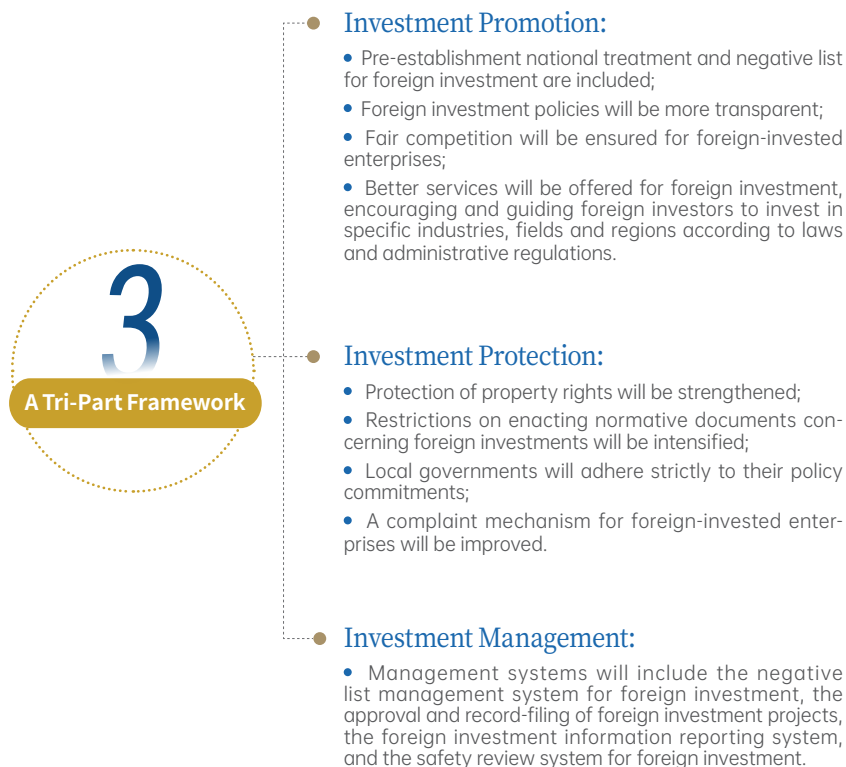 3
A Tri-Part Framework
Investment Promotion:
• Pre-establishment national treatment and negative list
for foreign investment are included;
• Foreign investment policies will be more transparent;
• Fair competition will be ensured for foreign-invested
enterprises;
• Better services will be offered for foreign investment,
encouraging and guiding foreign investors to invest in
specific industries, fields and regions according to laws
and administrative regulations.
Investment Protection:
• Protection of property rights will be strengthened;
• Restrictions on enacting normative documents con-
cerning foreign investments will be intensified;
• Local governments will adhere strictly to their policy
commitments;
• A complaint mechanism for foreign-invested enter-
prises will be improved.
Investment Management:
• Management systems will include the negative
list management system for foreign investment, the
approval and record-filing of foreign investment projects,
the foreign investment information reporting system,
and the safety review system for foreign investment.